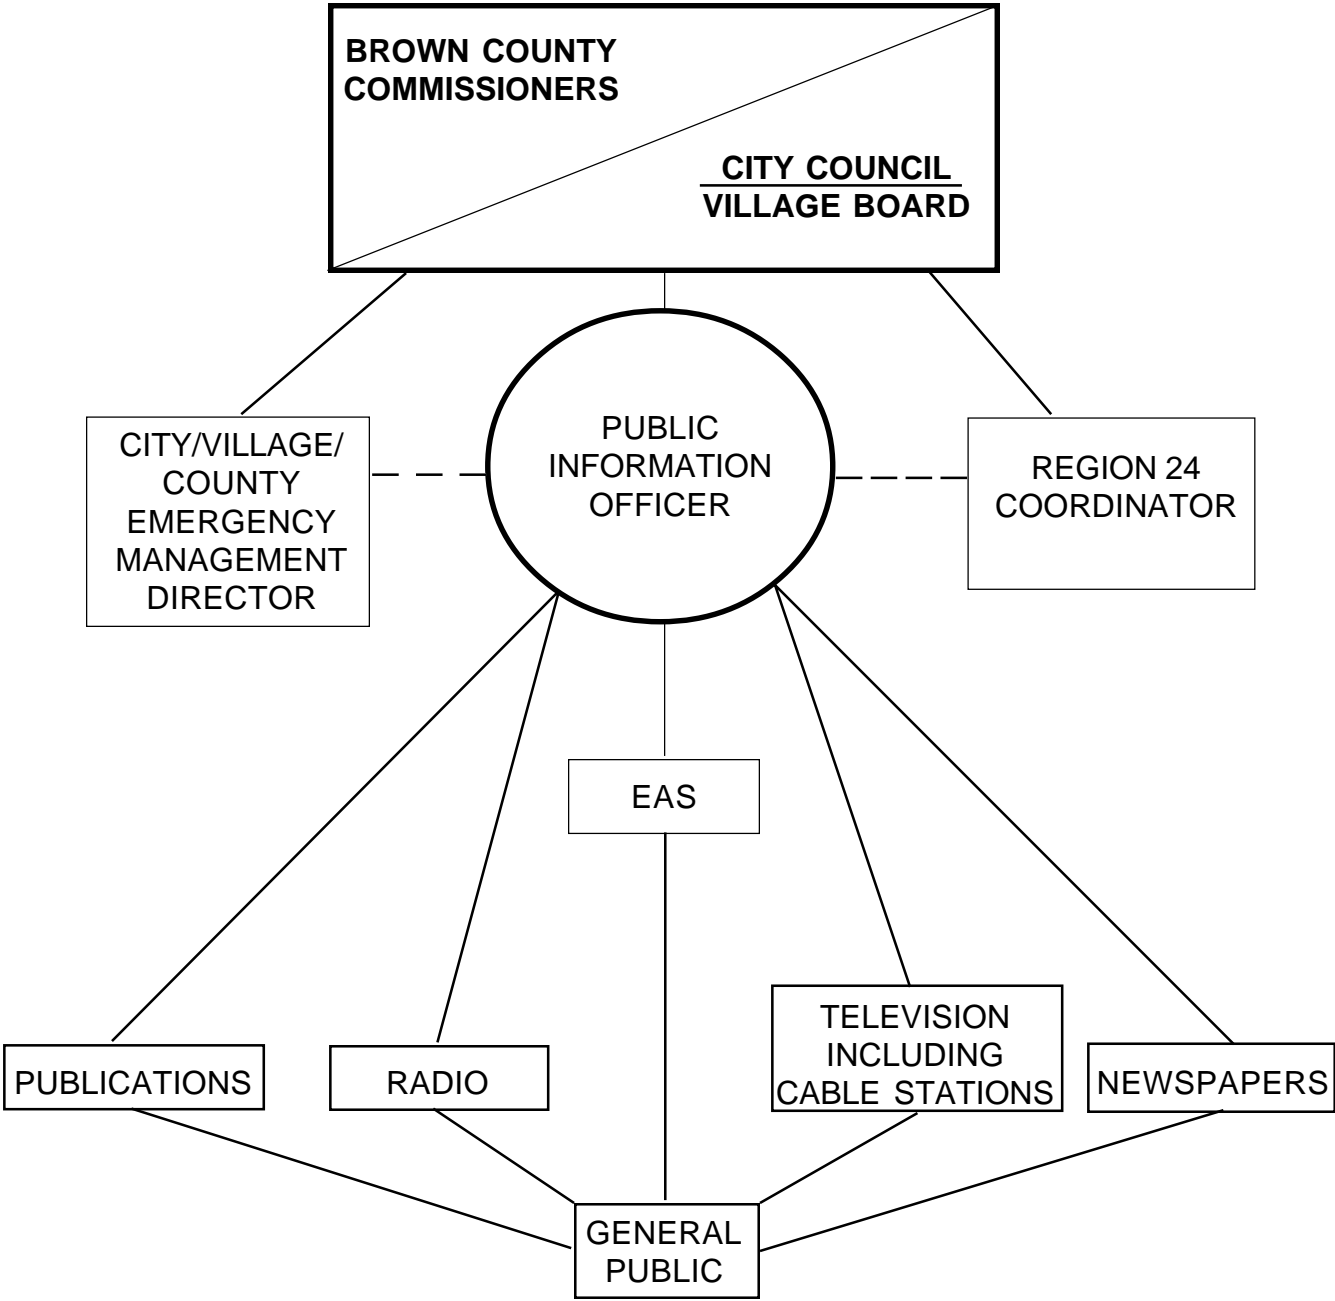 BROWN COUNTY
COMMISSIONERS
CITY COUNCIL
VILLAGE BOARD
CITY/VILLAGE/
COUNTY
EMERGENCY
MANAGEMENT
DIRECTOR
PUBLIC
INFORMATION
OFFICER
REGION 24
COORDINATOR
EAS
PUBLICATIONS
RADIO
TELEVISION
INCLUDING
CABLE STATIONS
NEWSPAPERS
GENERAL
PUBLIC